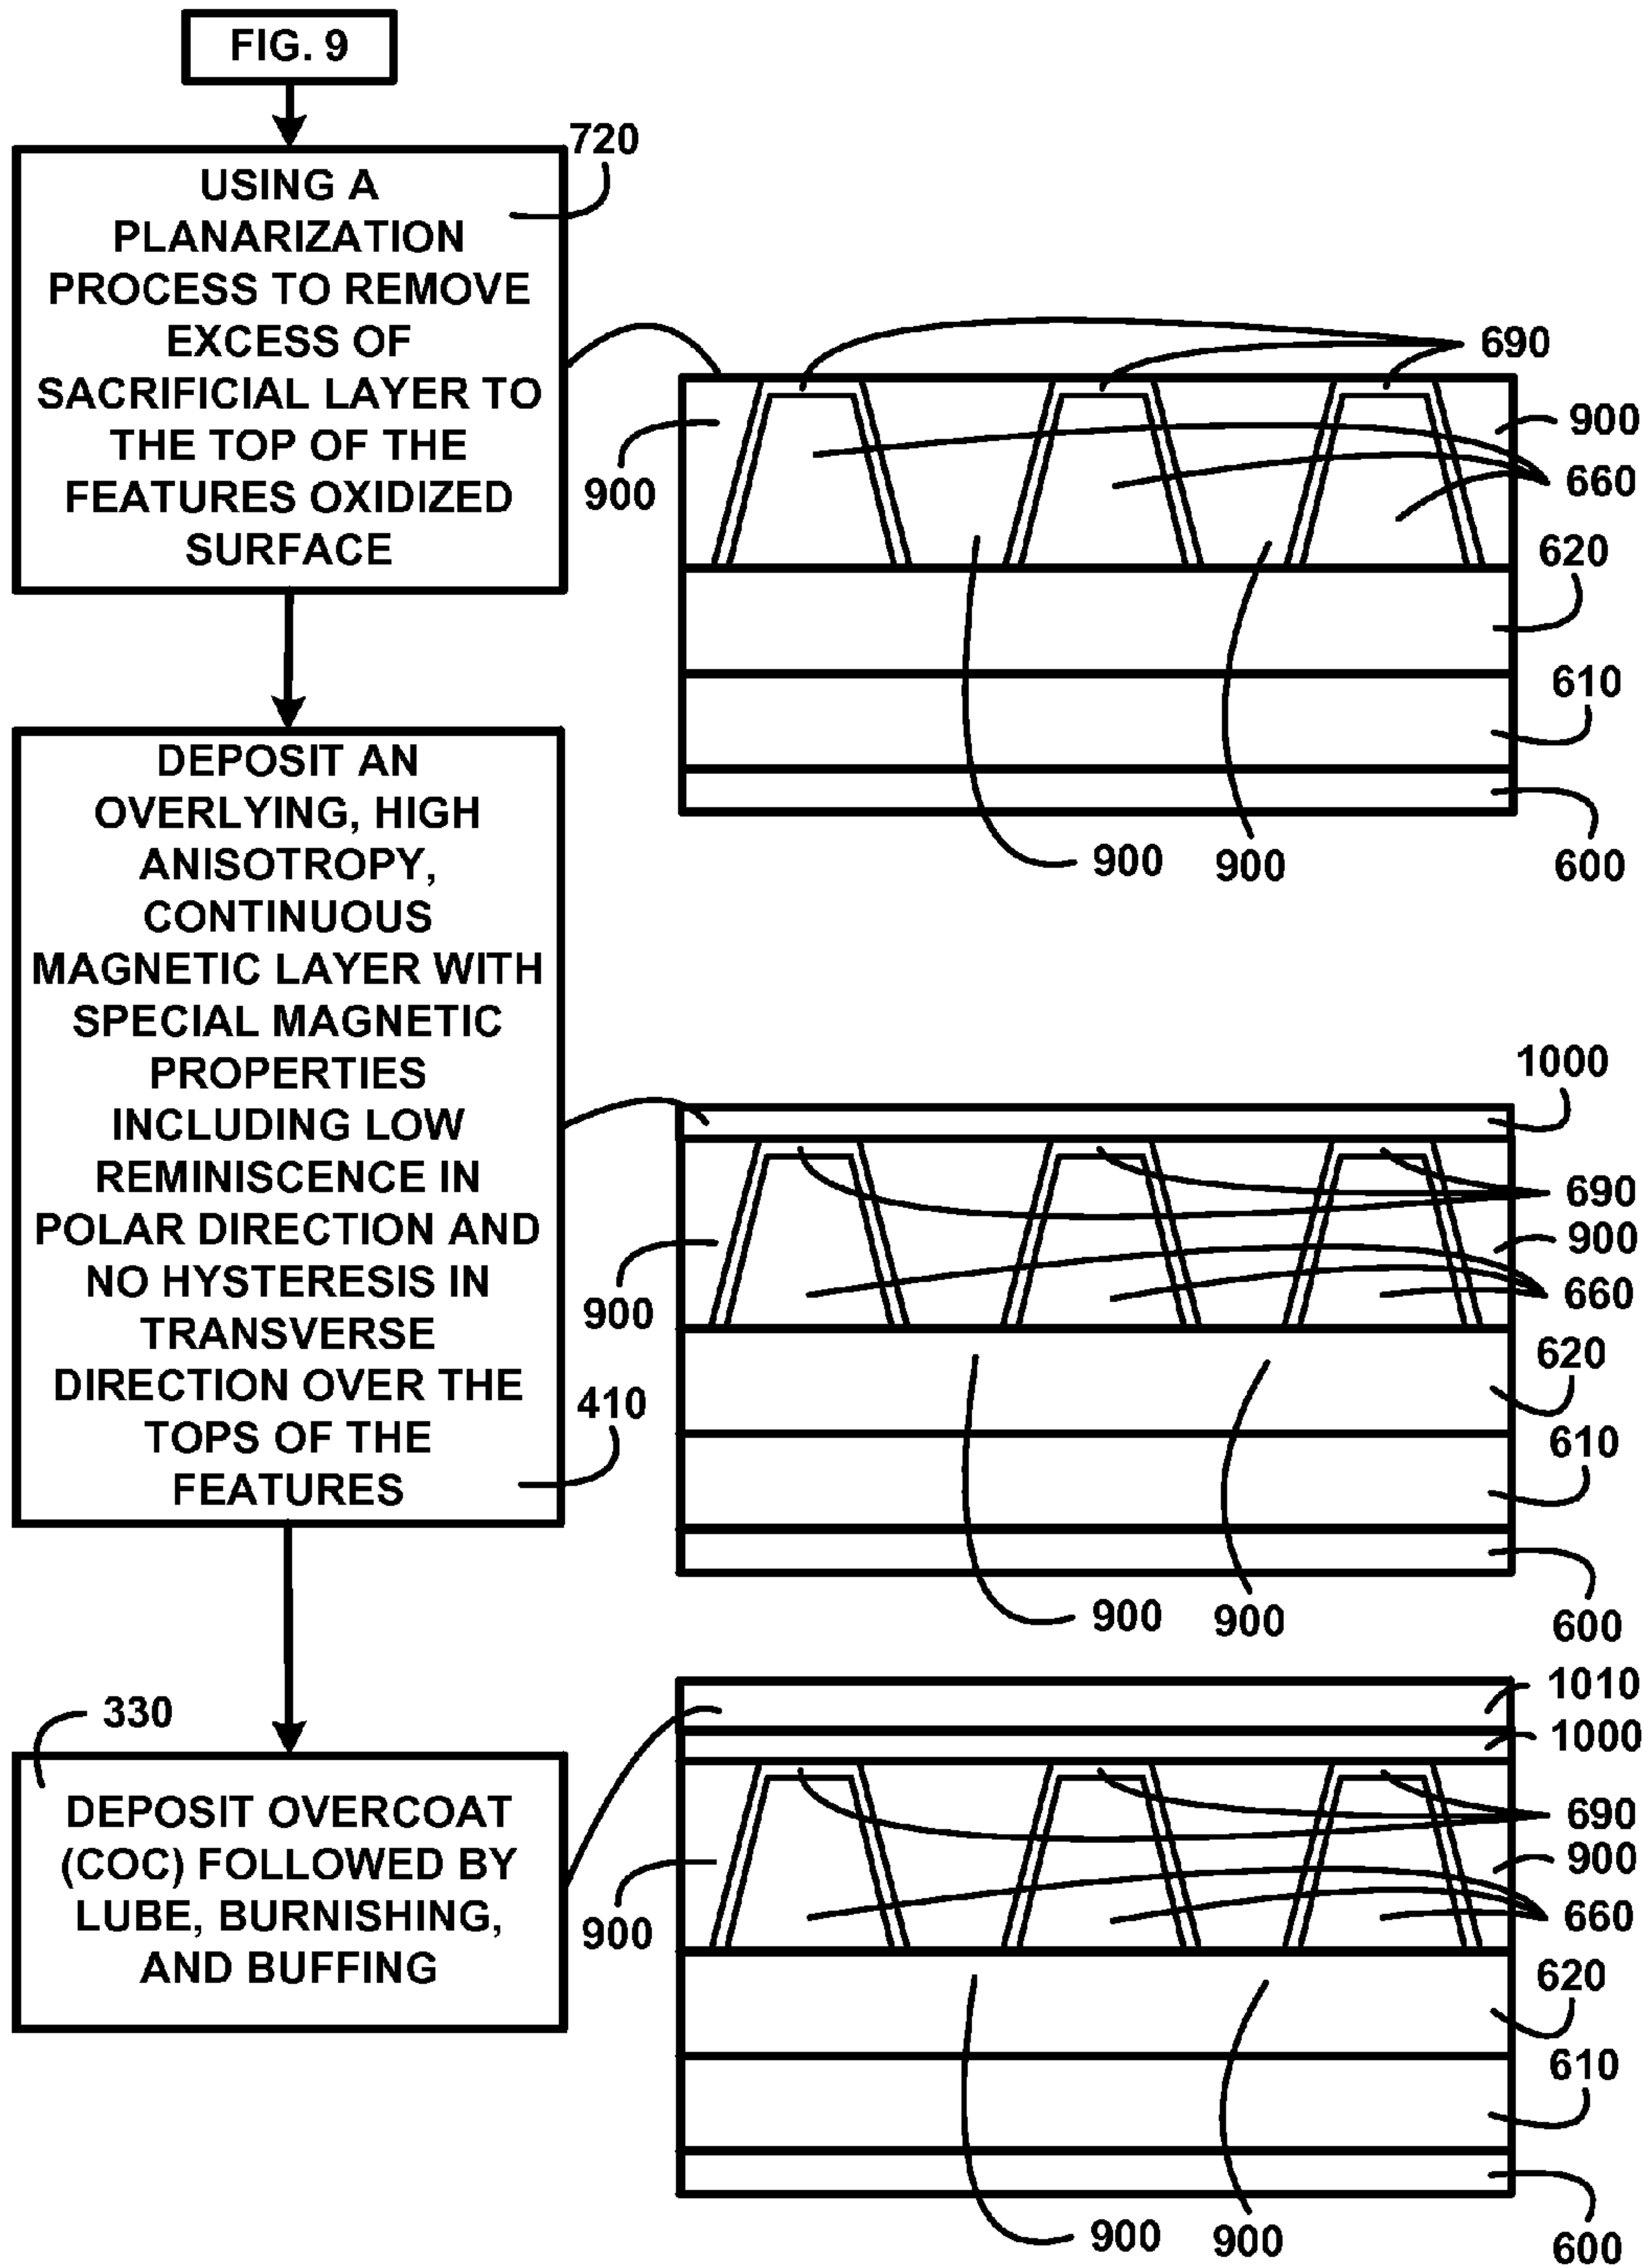 FIG. 9
720
USING A
PLANARIZATION
PROCESS TO REMOVE
EXCESS OF
SACRIFICIAL LAYER TO
THE TOP OF THE
FEATURES OXIDIZED
SURFACE
690
900
900
660
620
610
900
900
600
DEPOSIT AN
OVERLYING, HIGH
ANISOTROPY,
CONTINUOUS
MAGNETIC LAYER WITH
SPECIAL MAGNETIC
PROPERTIES
INCLUDING LOW
REMINISCENCE IN
POLAR DIRECTION AND
NO HYSTERESIS IN
TRANSVERSE
DIRECTION OVER THE
TOPS OF THE
FEATURES
410
1000
690
900
900
660
620
610
900
900
600
330
DEPOSIT OVERCOAT
(COC) FOLLOWED BY
LUBE, BURNISHING,
AND BUFFING
1010
1000
690
900
900
660
620
610
900
900
600